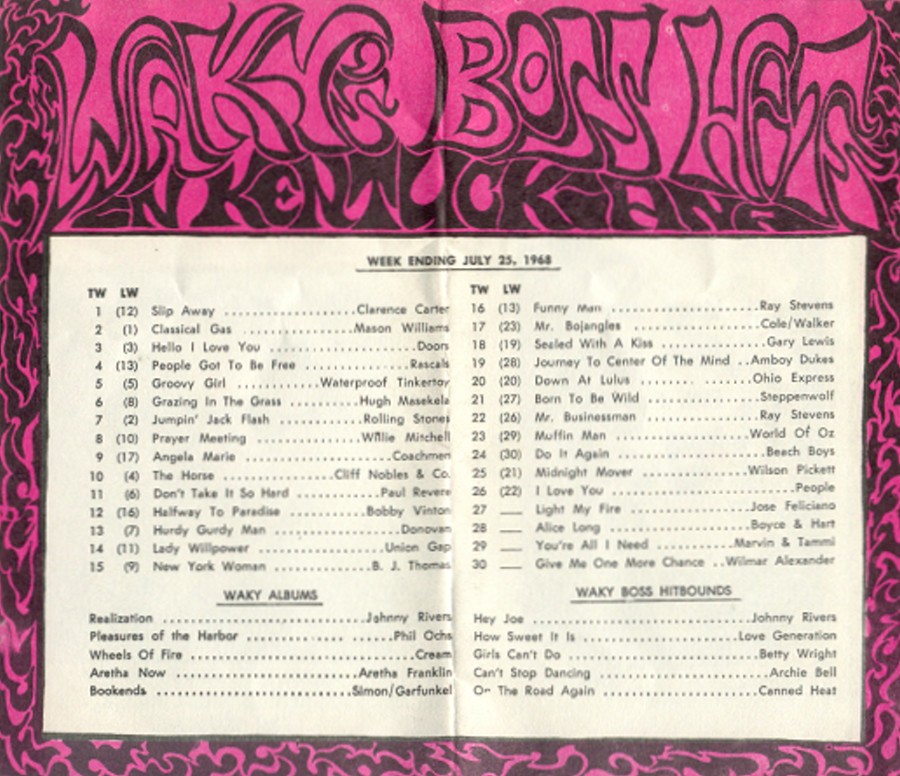 WAKY'S BOSS HITS
IN KENTUCKIANA
WEEK ENDING JULY 25, 1968
TW LW
1 (12) Slip Away ................Clarence Carter
2 (1) Classical Gas ................Mason Williams
3 (3) Hello I Love You ................Doors
4 (13) People Got To Be Free ................Rascals
5 (5) Groovy Girl ............Waterproof Tinkertoy
6 (8) Grazing In The Grass ............Hugh Masekela
7 (2) Jumpin' Jack Flash ............Rolling Stones
8 (10) Prayer Meeting ................Willie Mitchell
9 (17) Angela Marie ................Coachmen
10 (4) The Horse ................Cliff Nobles & Co.
11 (6) Don't Take It So Hard ............Paul Revere
12 (16) Halfway To Paradise ............Bobby Vinton
13 (7) Hurdy Gurdy Man ................Donovan
14 (11) Lady Willpower ................Union Gap
15 (9) New York Woman ............B. J. Thomas
WAKY ALBUMS
Realization ................Johnny Rivers
Pleasures of the Harbor ................Phil Ochs
Wheels Of Fire ................Cream
Aretha Now ................Aretha Franklin
Bookends ................Simon/Garfunkel
TW LW
16 (13) Funny Man ................Ray Stevens
17 (23) Mr. Bojangles ................Cole/Walker
18 (19) Sealed With A Kiss ............Gary Lewis
19 (28) Journey To Center Of The Mind ..Amboy Dukes
20 (20) Down At Lulus ................Ohio Express
21 (27) Born To Be Wild ............Steppenwolf
22 (26) Mr. Businessman ............Ray Stevens
23 (29) Muffin Man ................World Of Oz
24 (30) Do It Again ................Beach Boys
25 (21) Midnight Mover ............Wilson Pickett
26 (22) I Love You ................People
27 __ Light My Fire ............Jose Feliciano
28 __ Alice Long ................Boyce & Hart
29 __ You're All I Need .........Marvin & Tammi
30 __ Give Me One More Chance ..Wilmar Alexander
WAKY BOSS HITBOUNDS
Hey Joe ................Johnny Rivers
How Sweet It Is ................Love Generation
Girls Can't Do ................Betty Wright
Can't Stop Dancing ................Archie Bell
On The Road Again ................Canned Heat